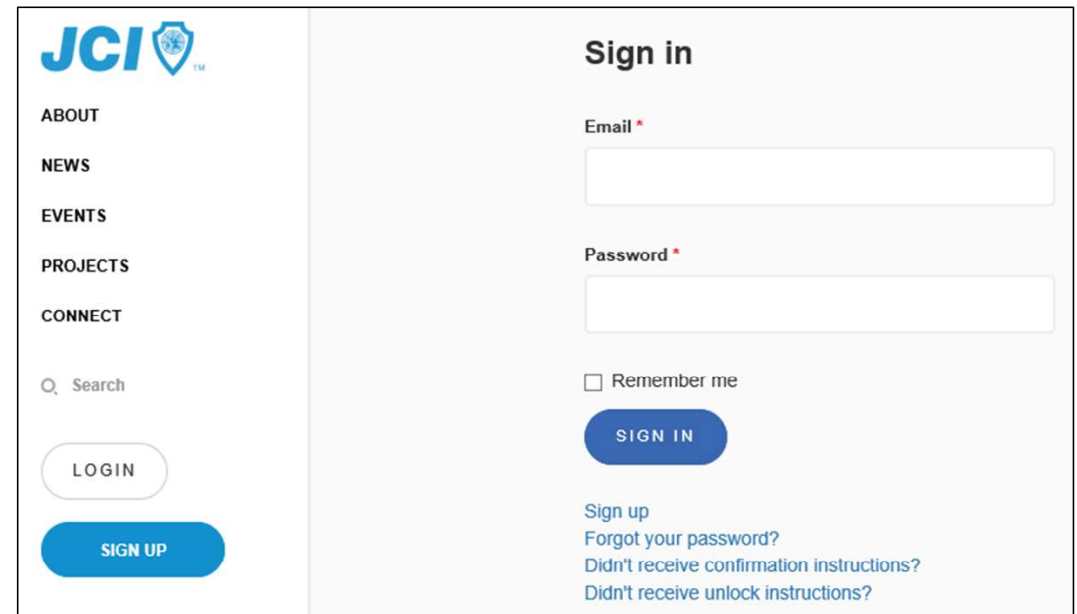 JCI
TM
ABOUT
NEWS
EVENTS
PROJECTS
CONNECT
Search
LOGIN
SIGN UP
Sign in
Email *
Password *
Remember me
SIGN IN
Sign up
Forgot your password?
Didn't receive confirmation instructions?
Didn't receive unlock instructions?